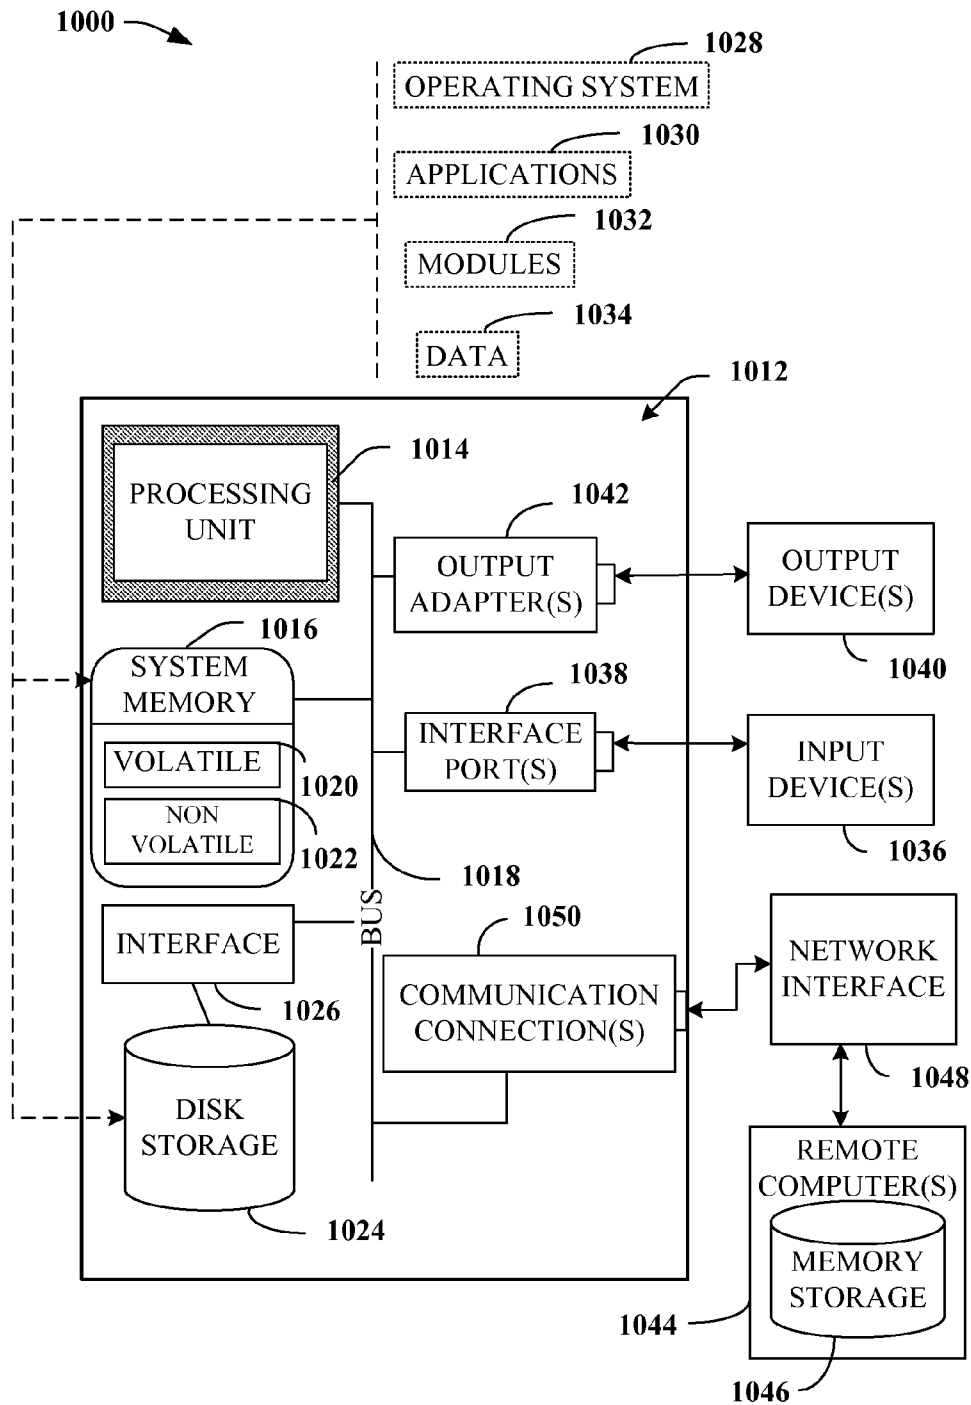 1000
1028
OPERATING SYSTEM
1030
APPLICATIONS
1032
MODULES
1034
DATA
1012
1014
PROCESSING
UNIT
1042
OUTPUT
ADAPTER(S)
OUTPUT
DEVICE(S)
1040
1016
SYSTEM
MEMORY
VOLATILE
1020
NON
VOLATILE
1022
1038
INTERFACE
PORT(S)
INPUT
DEVICE(S)
1036
1018
BUS
INTERFACE
1026
1050
COMMUNICATION
CONNECTION(S)
NETWORK
INTERFACE
1048
DISK
STORAGE
1024
REMOTE
COMPUTER(S)
MEMORY
STORAGE
1044
1046